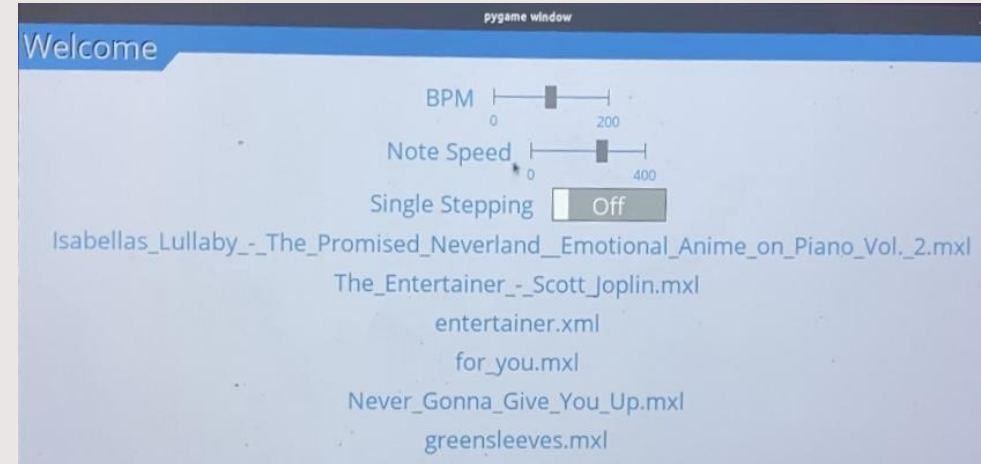 pygame window
Welcome
BPM
0 200
Note Speed
0 400
Single Stepping Off
Isabellas_Lullaby_-_The_Promised_Neverland__Emotional_Anime_on_Piano_Vol._2.mxl
The_Entertainer_-_Scott_Joplin.mxl
entertainer.xml
for_you.mxl
Never_Gonna_Give_You_Up.mxl
greensleeves.mxl